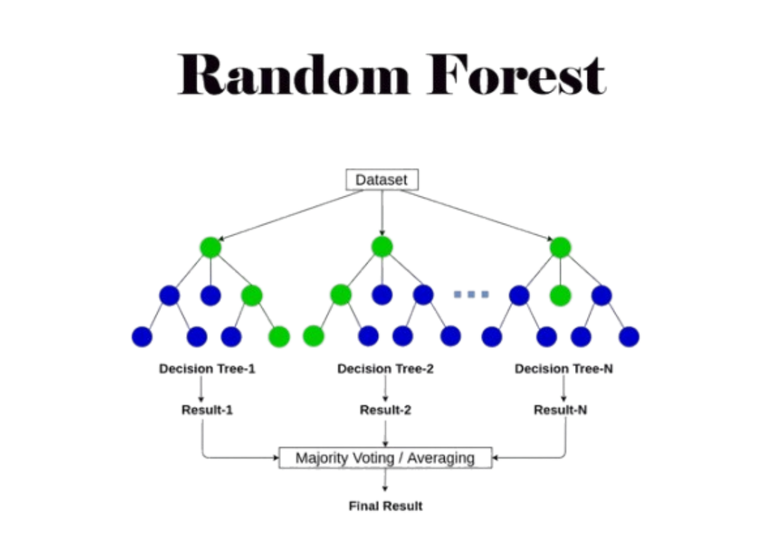 Random Forest
Dataset
Decision Tree-1
Decision Tree-2
Decision Tree-N
Result-1
Result-2
Result-N
Majority Voting / Averaging
Final Result